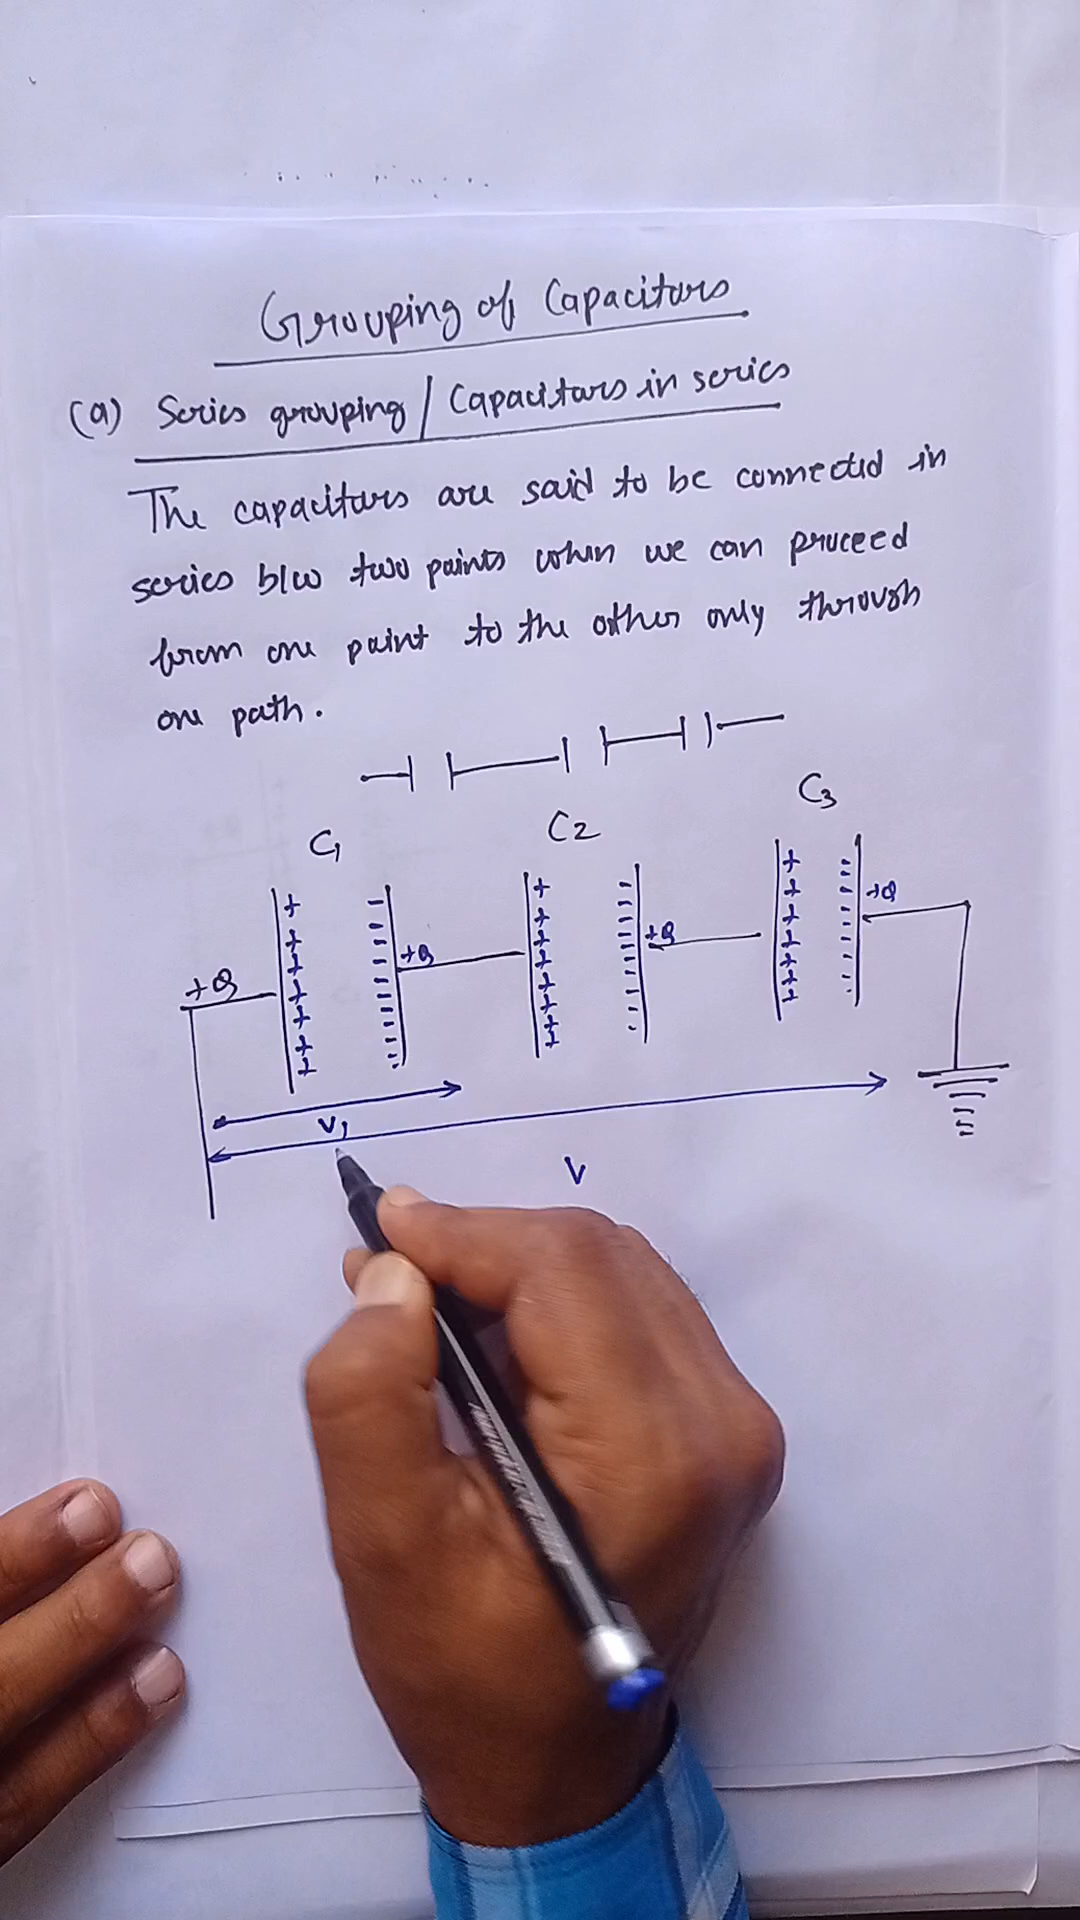 Grouping of Capacitors
(a) Series grouping / Capacitors in series
The capacitors are said to be connected in
series b/w two points when we can proceed
from one point to the other only through
one path.
C1 C2 C3
+Q +Q +Q +Q
V1
V